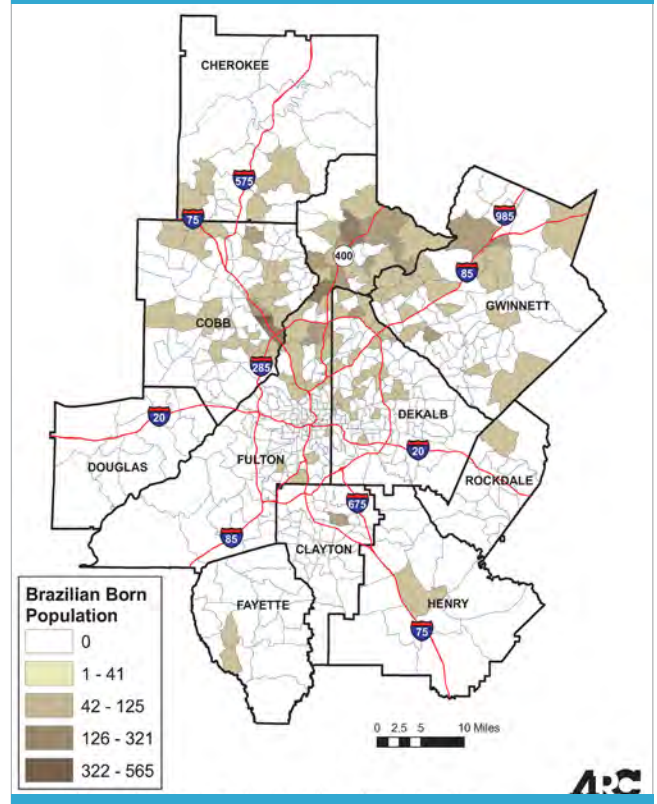 CHEROKEE
575
75
985
400
85
GWINNETT
COBB
285
20
DEKALB
DOUGLAS
FULTON
20
ROCKDALE
675
85
CLAYTON
FAYETTE
HENRY
75
Brazilian Born
Population
0
1 - 41
42 - 125
126 - 321
322 - 565
0 2.5 5 10 Miles
ARC